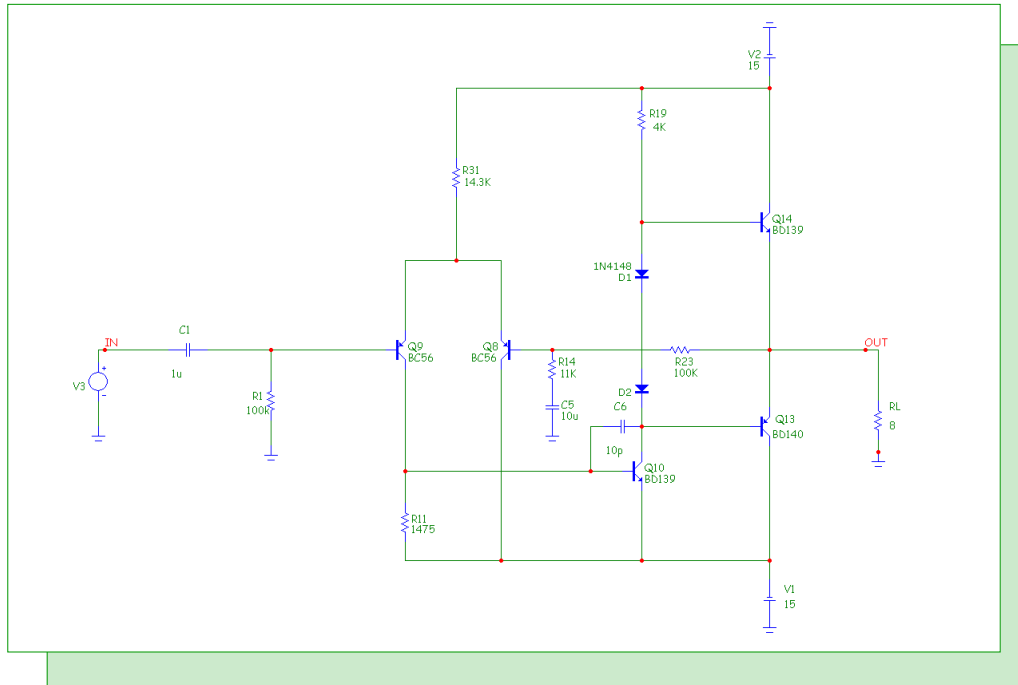 V2
15
R19
4K
R31
14.3K
Q14
BD139
1N4148
D1
C1
IN
1u
Q9
BC56
Q8
BC56
R14
11K
R23
100K
OUT
V3
+
-
R1
100k
C5
10u
D2
C6
10p
Q13
BD140
RL
8
Q10
BD139
R11
1475
V1
15